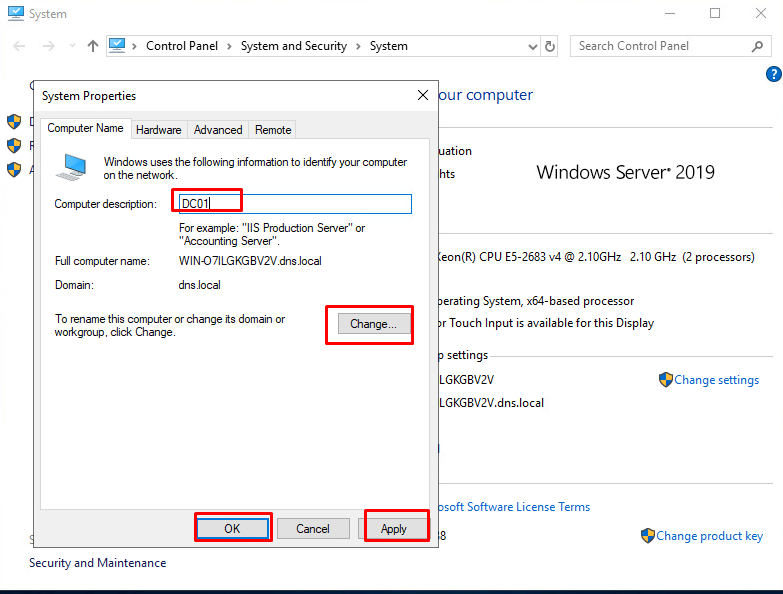 System
Control Panel > System and Security > System
Search Control Panel
?
our computer
System Properties
Computer Name Hardware Advanced Remote
Windows uses the following information to identify your computer
on the network.
Computer description: DC01
For example: "IIS Production Server" or
"Accounting Server".
Full computer name: WIN-O7ILGKGBV2V.dns.local
Domain: dns.local
To rename this computer or change its domain or
workgroup, click Change.
Change...
OK Cancel Apply
uation
hts
Windows Server® 2019
Xeon(R) CPU E5-2683 v4 @ 2.10GHz 2.10 GHz (2 processors)
perating System, x64-based processor
or Touch Input is available for this Display
p settings
LGKGBV2V
Change settings
LGKGBV2V.dns.local
osoft Software License Terms
38
Change product key
Security and Maintenance